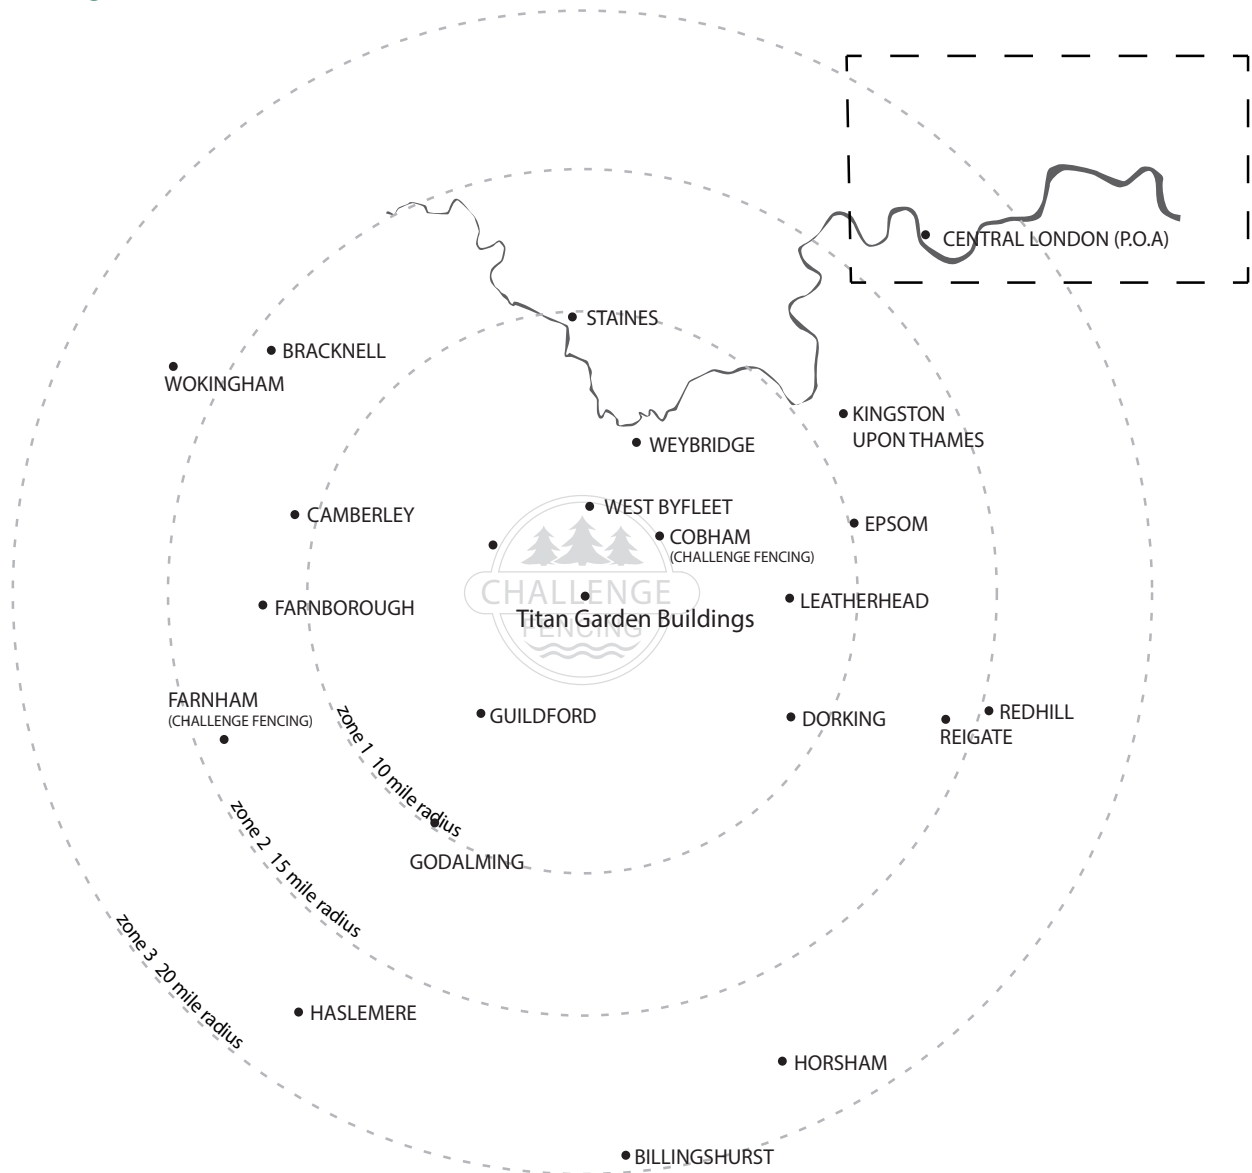 CENTRAL LONDON (P.O.A)
STAINES
BRACKNELL
WOKINGHAM
KINGSTON
UPON THAMES
WEYBRIDGE
WEST BYFLEET
CAMBERLEY
EPSOM
COBHAM
(CHALLENGE FENCING)
CHALLENGE
FENCING
Titan Garden Buildings
LEATHERHEAD
FARNBOROUGH
FARNHAM
(CHALLENGE FENCING)
GUILDFORD
DORKING
REDHILL
REIGATE
zone 1 10 mile radius
GODALMING
zone 2 15 mile radius
zone 3 20 mile radius
HASLEMERE
HORSHAM
BILLINGSHURST